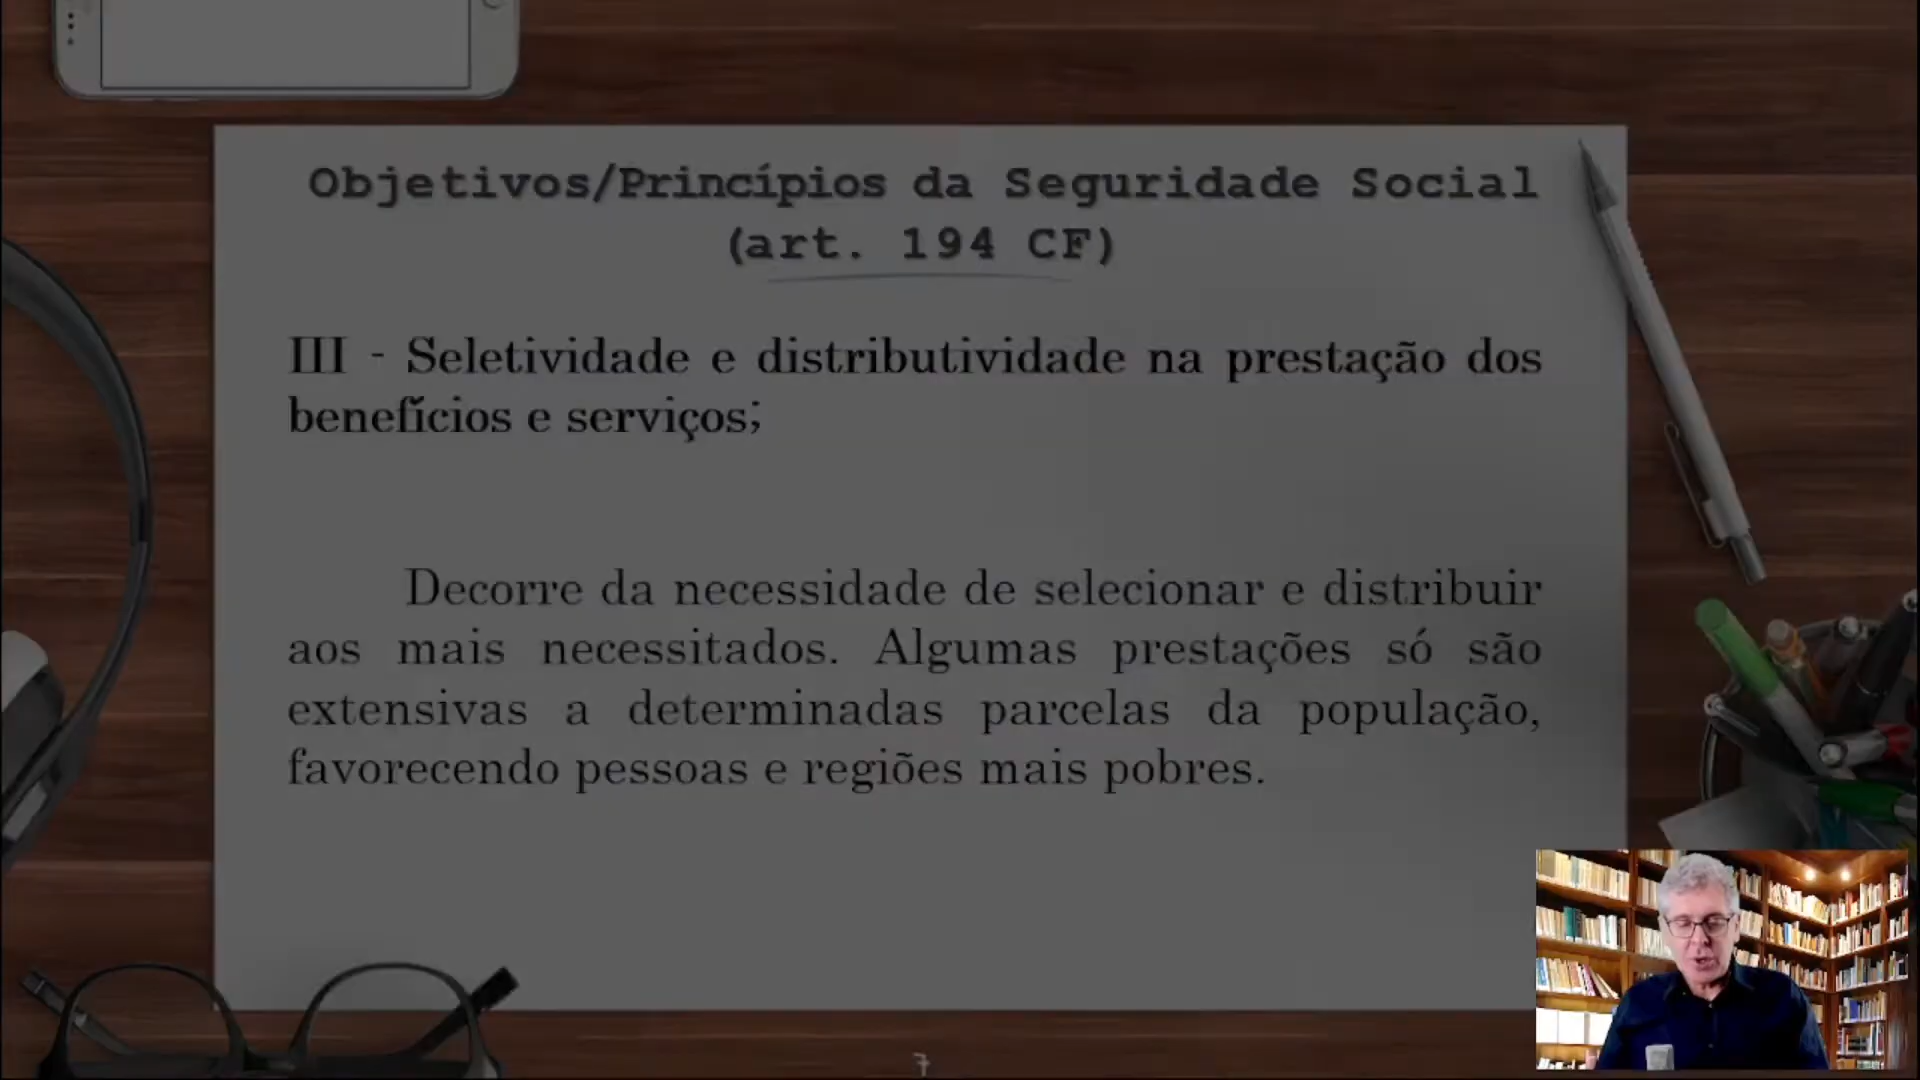 Objetivos/Princípios da Seguridade Social
(art. 194 CF)
III - Seletividade e distributividade na prestação dos
benefícios e serviços;
Decorre da necessidade de selecionar e distribuir
aos mais necessitados. Algumas prestações só são
extensivas a determinadas parcelas da população,
favorecendo pessoas e regiões mais pobres.
7